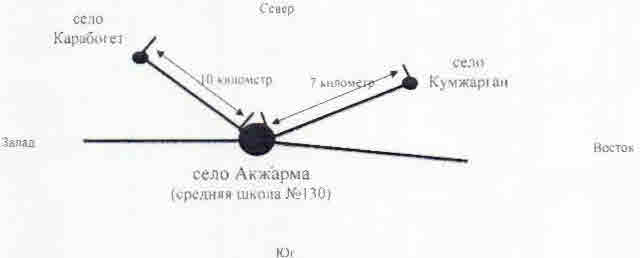 Север
село
Карабогет
10 километр
7 километр
село
Кумжарган
Запад
Восток
село Акжарма
(средняя школа №130)
Юг